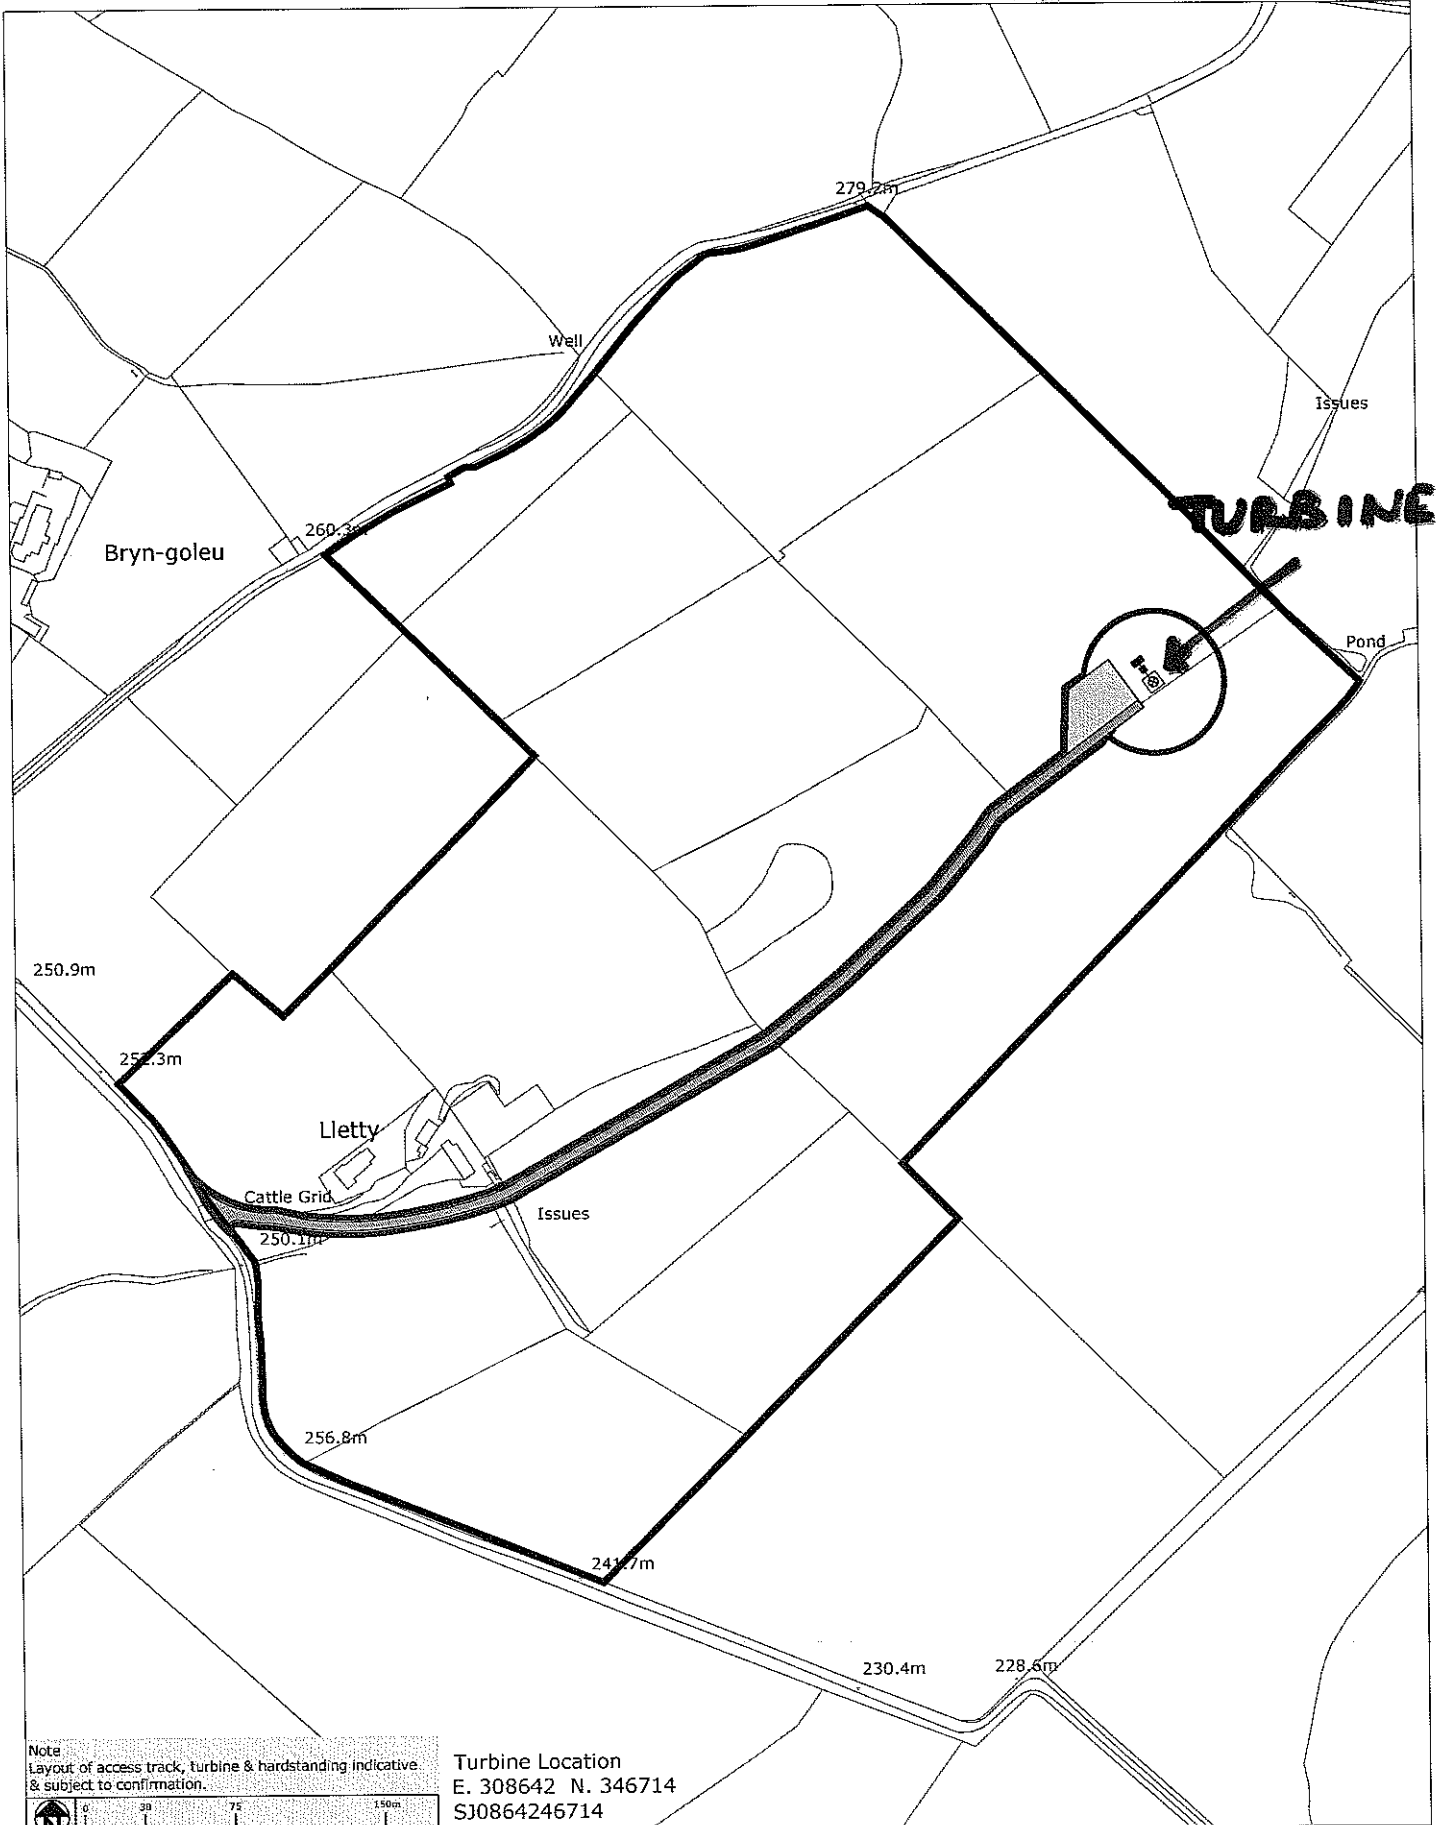 279.2m
Well
Issues
TURBINE
260.3m
Bryn-goleu
Pond
250.9m
252.3m
Lletty
Cattle Grid
Issues
250.1m
256.8m
241.7m
230.4m
228.6m
Note
Layout of access track, turbine & hardstanding indicative
& subject to confirmation.
0 30 75 150m
N
Turbine Location
E. 308642 N. 346714
SJ0864246714